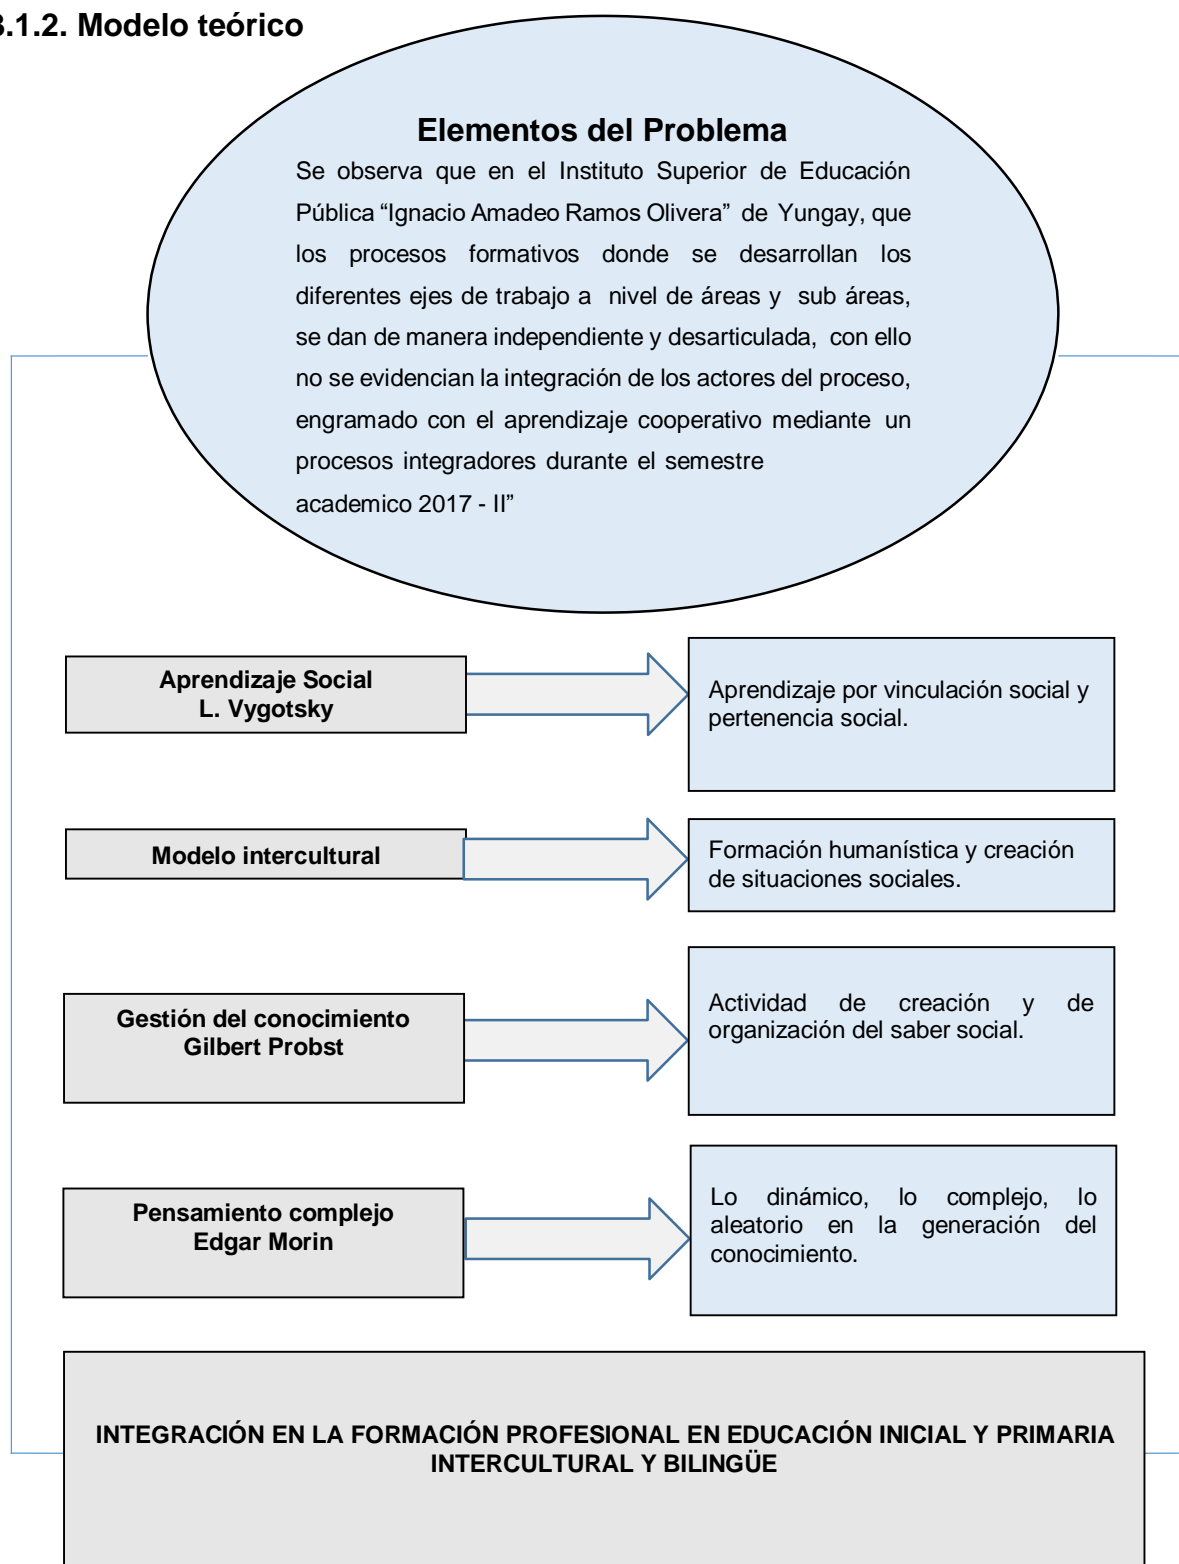 3.1.2. Modelo teórico
Elementos del Problema
Se observa que en el Instituto Superior de Educación
Pública “Ignacio Amadeo Ramos Olivera” de Yungay, que
los procesos formativos donde se desarrollan los
diferentes ejes de trabajo a nivel de áreas y sub áreas,
se dan de manera independiente y desarticulada, con ello
no se evidencian la integración de los actores del proceso,
engramado con el aprendizaje cooperativo mediante un
procesos integradores durante el semestre
academico 2017 - II”
Aprendizaje Social
L. Vygotsky
Aprendizaje por vinculación social y
pertenencia social.
Modelo intercultural
Formación humanística y creación
de situaciones sociales.
Gestión del conocimiento
Gilbert Probst
Actividad de creación y de
organización del saber social.
Pensamiento complejo
Edgar Morin
Lo dinámico, lo complejo, lo
aleatorio en la generación del
conocimiento.
INTEGRACIÓN EN LA FORMACIÓN PROFESIONAL EN EDUCACIÓN INICIAL Y PRIMARIA
INTERCULTURAL Y BILINGÜE